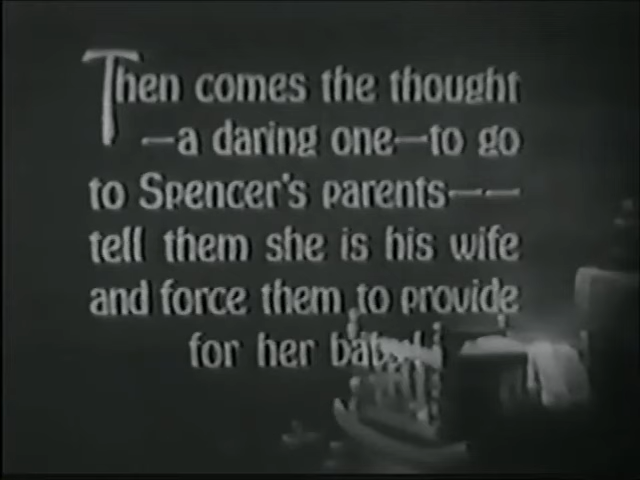 Then comes the thought
—a daring one—to go
to Spencer's parents——
tell them she is his wife
and force them to provide
for her baby!